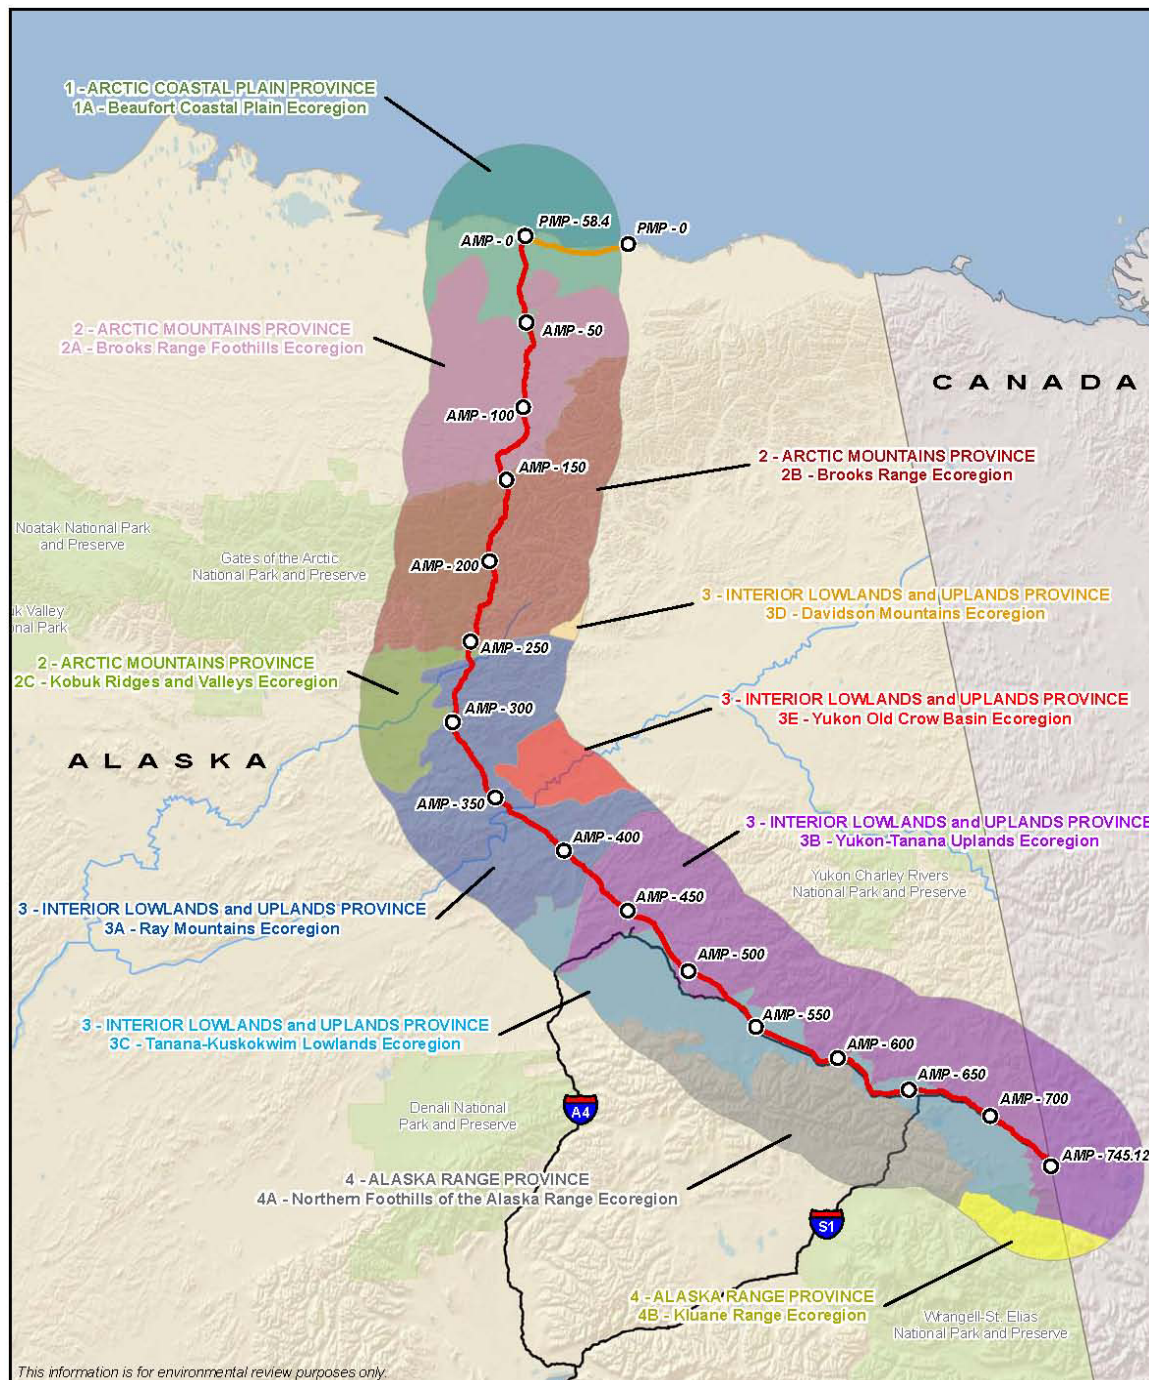 1 - ARCTIC COASTAL PLAIN PROVINCE
1A - Beaufort Coastal Plain Ecoregion
PMP - 58.4
PMP - 0
AMP - 0
AMP - 50
2 - ARCTIC MOUNTAINS PROVINCE
2A - Brooks Range Foothills Ecoregion
CANADA
AMP - 100
2 - ARCTIC MOUNTAINS PROVINCE
2B - Brooks Range Ecoregion
AMP - 150
Noatak National Park
and Preserve
Gates of the Arctic
National Park and Preserve
AMP - 200
3 - INTERIOR LOWLANDS and UPLANDS PROVINCE
3D - Davidson Mountains Ecoregion
uk Valley
onal Park
AMP - 250
2 - ARCTIC MOUNTAINS PROVINCE
2C - Kobuk Ridges and Valleys Ecoregion
3 - INTERIOR LOWLANDS and UPLANDS PROVINCE
3E - Yukon Old Crow Basin Ecoregion
AMP - 300
ALASKA
AMP - 350
3 - INTERIOR LOWLANDS and UPLANDS PROVINCE
3B - Yukon-Tanana Uplands Ecoregion
AMP - 400
Yukon Charley Rivers
National Park and Preserve
AMP - 450
3 - INTERIOR LOWLANDS and UPLANDS PROVINCE
3A - Ray Mountains Ecoregion
AMP - 500
3 - INTERIOR LOWLANDS and UPLANDS PROVINCE
3C - Tanana-Kuskokwim Lowlands Ecoregion
AMP - 550
AMP - 600
AMP - 650
AMP - 700
Denali National
Park and Preserve
A4
AMP - 745.12
4 - ALASKA RANGE PROVINCE
4A - Northern Foothills of the Alaska Range Ecoregion
S1
4 - ALASKA RANGE PROVINCE
4B - Kluane Range Ecoregion
Wrangell-St. Elias
National Park and Preserve
This information is for environmental review purposes only.